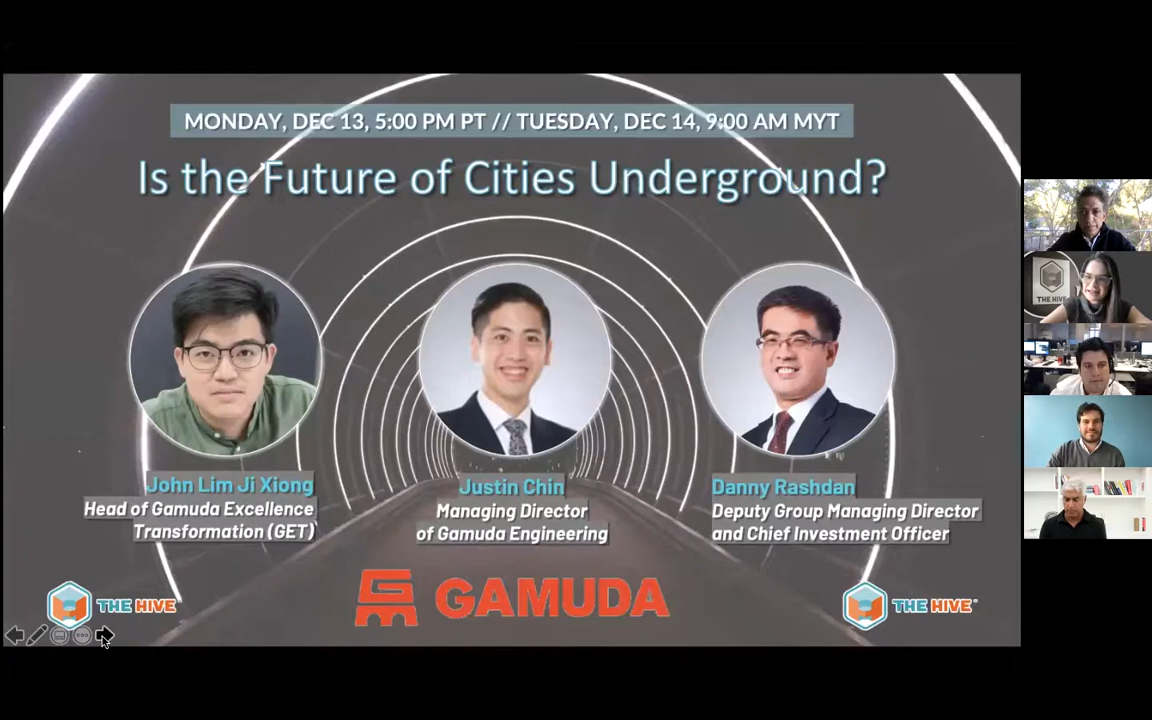 MONDAY, DEC 13, 5:00 PM PT // TUESDAY, DEC 14, 9:00 AM MYT
Is the Future of Cities Underground?
John Lim Ji Xiong
Head of Gamuda Excellence
Transformation (GET)
Justin Chin
Managing Director
of Gamuda Engineering
Danny Rashdan
Deputy Group Managing Director
and Chief Investment Officer
GAMUDA
THE HIVE
THE HIVE
THE HIVE